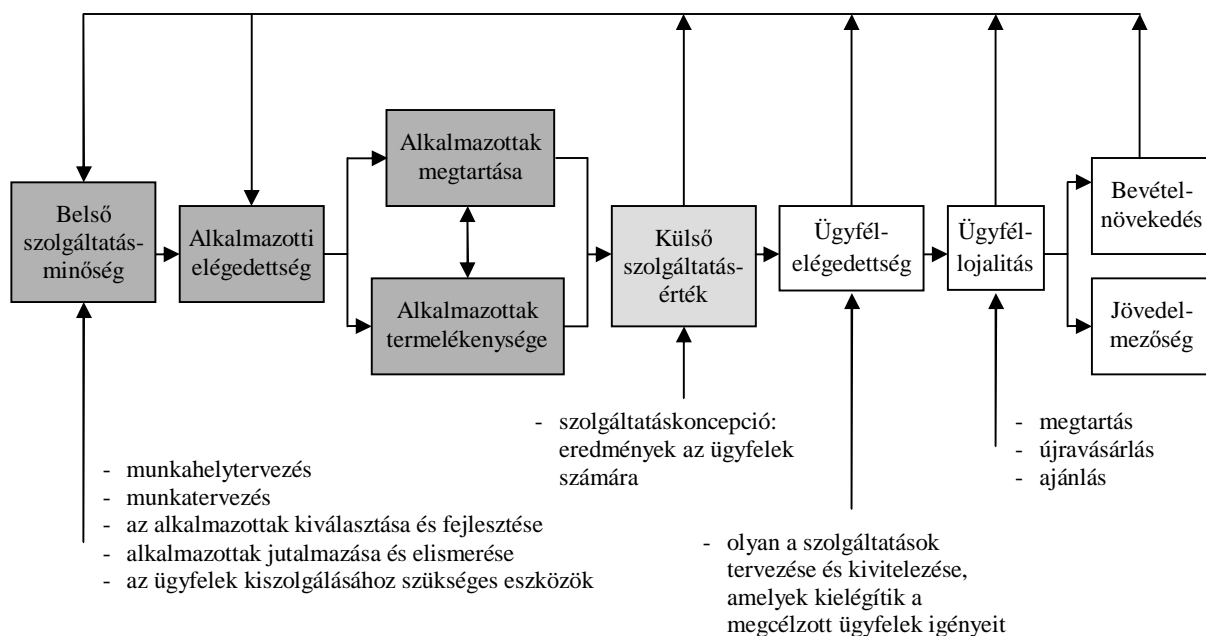 Belső
szolgáltatás-
minőség
Alkalmazotti
elégedettség
Alkalmazottak
megtartása
Alkalmazottak
termelékenysége
Külső
szolgáltatás-
érték
Ügyfél-
elégedettség
Ügyfél-
lojalitás
Bevétel-
növekedés
Jövedel-
mezőség
- munkahelytervezés
- munkatervezés
- az alkalmazottak kiválasztása és fejlesztése
- alkalmazottak jutalmazása és elismerése
- az ügyfelek kiszolgálásához szükséges eszközök
- szolgáltatáskoncepció:
eredmények az ügyfelek
számára
- olyan a szolgáltatások
tervezése és kivitelezése,
amelyek kielégítik a
megcélzott ügyfelek igényeit
- megtartás
- újravásárlás
- ajánlás